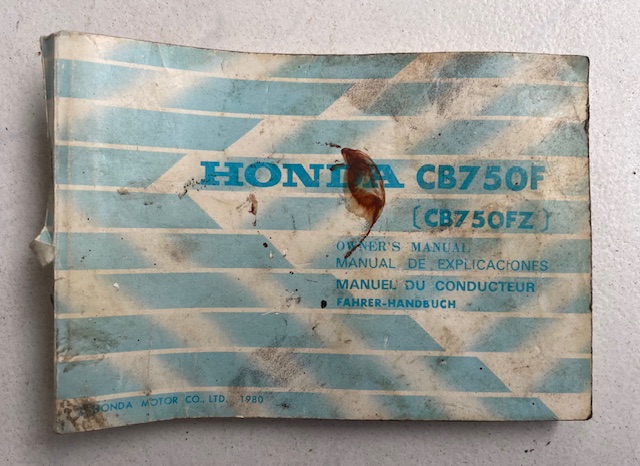 HONDA CB750F
(CB750FZ)
OWNER'S MANUAL
MANUAL DE EXPLICACIONES
MANUEL DU CONDUCTEUR
FAHRER-HANDBUCH
HONDA MOTOR CO., LTD. 1980